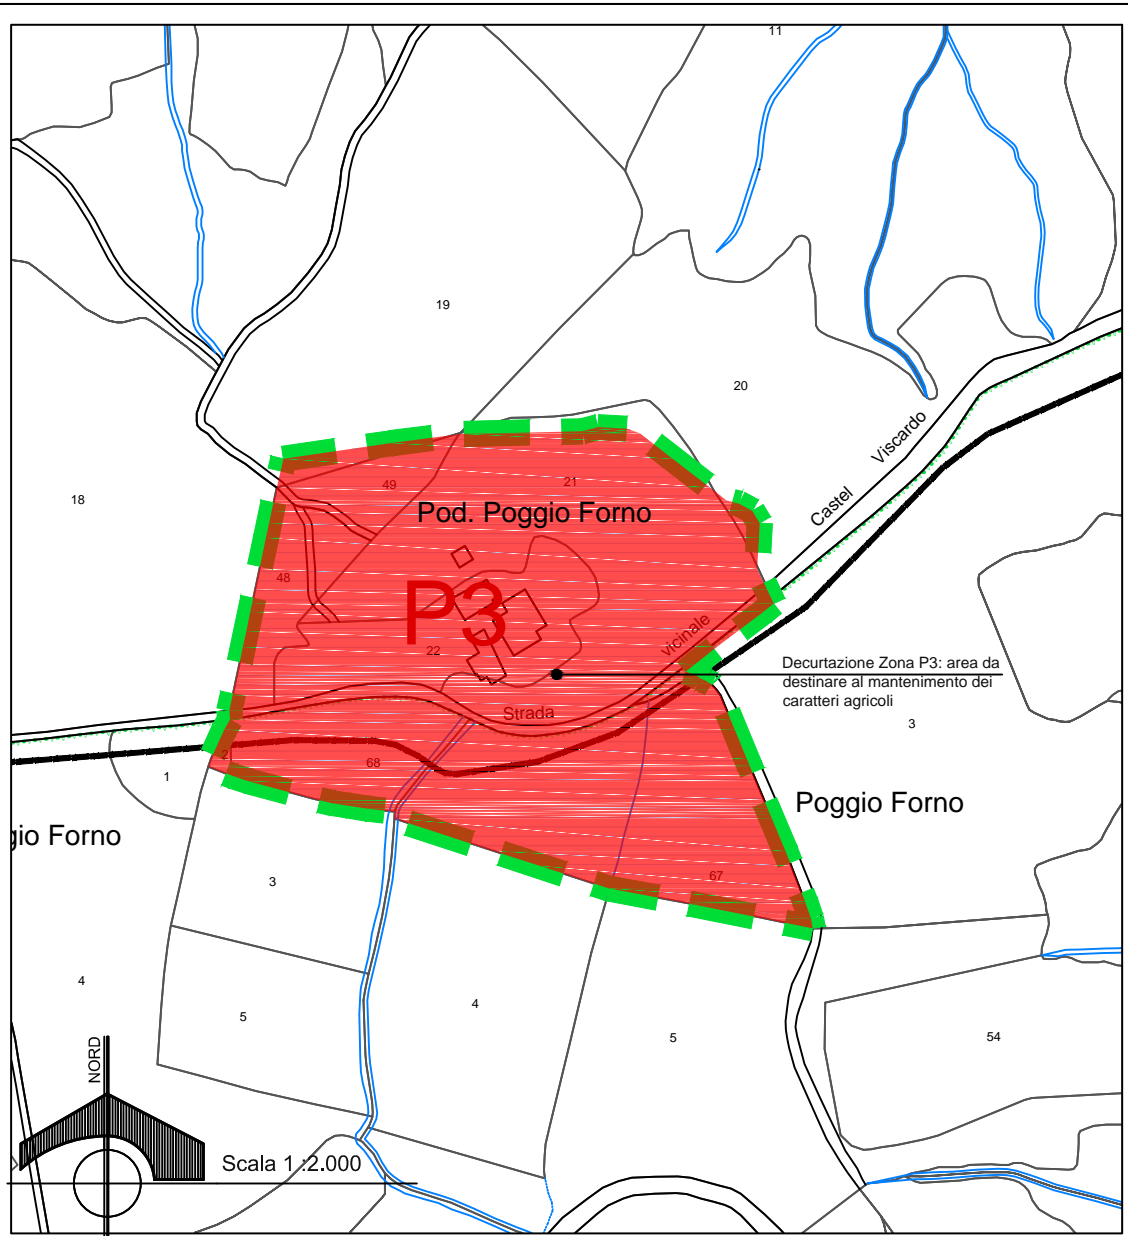 11
19
20
Viscardo
Castel
18
49
21
Pod. Poggio Forno
48
P3
22
vicinale
Decurtazione Zona P3: area da
destinare al mantenimento dei
caratteri agricoli
Strada
3
2
68
1
Poggio Forno
gio Forno
67
3
4
4
5
5
54
NORD
Scala 1 :2.000